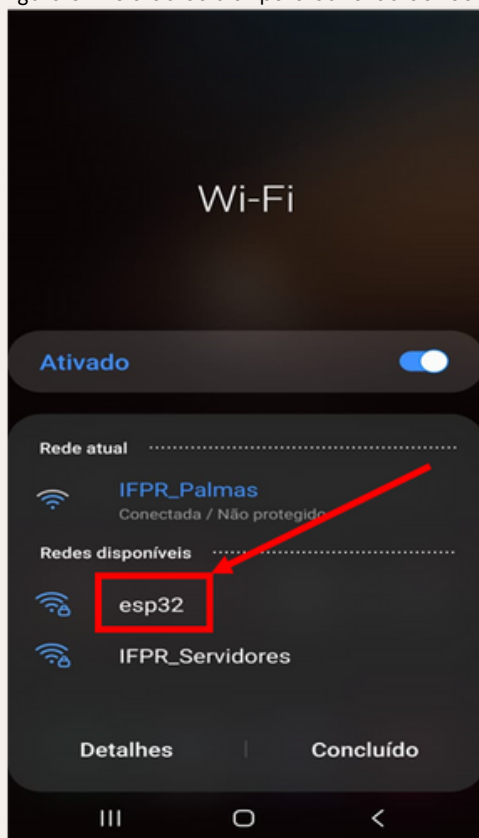 Wi-Fi
Ativado
Rede atual
IFPR_Palmas
Conectada / Não protegido
Redes disponíveis
esp32
IFPR_Servidores
Detalhes
Concluído